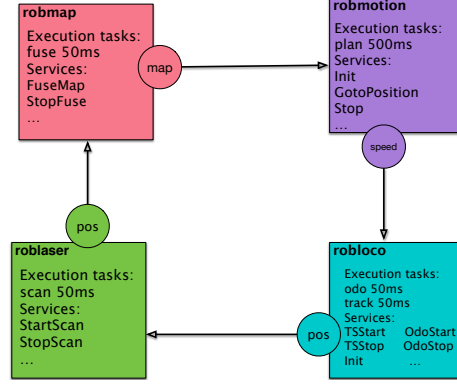 robmap
Execution tasks:
fuse 50ms
Services:
FuseMap
StopFuse
...
map
robmotion
Execution tasks:
plan 500ms
Services:
Init
GotoPosition
Stop
...
speed
pos
roblaser
Execution tasks:
scan 50ms
Services:
StartScan
StopScan
...
pos
robloco
Execution tasks:
odo 50ms
track 50ms
Services:
TSStart OdoStart
TSStop OdoStop
Init ...